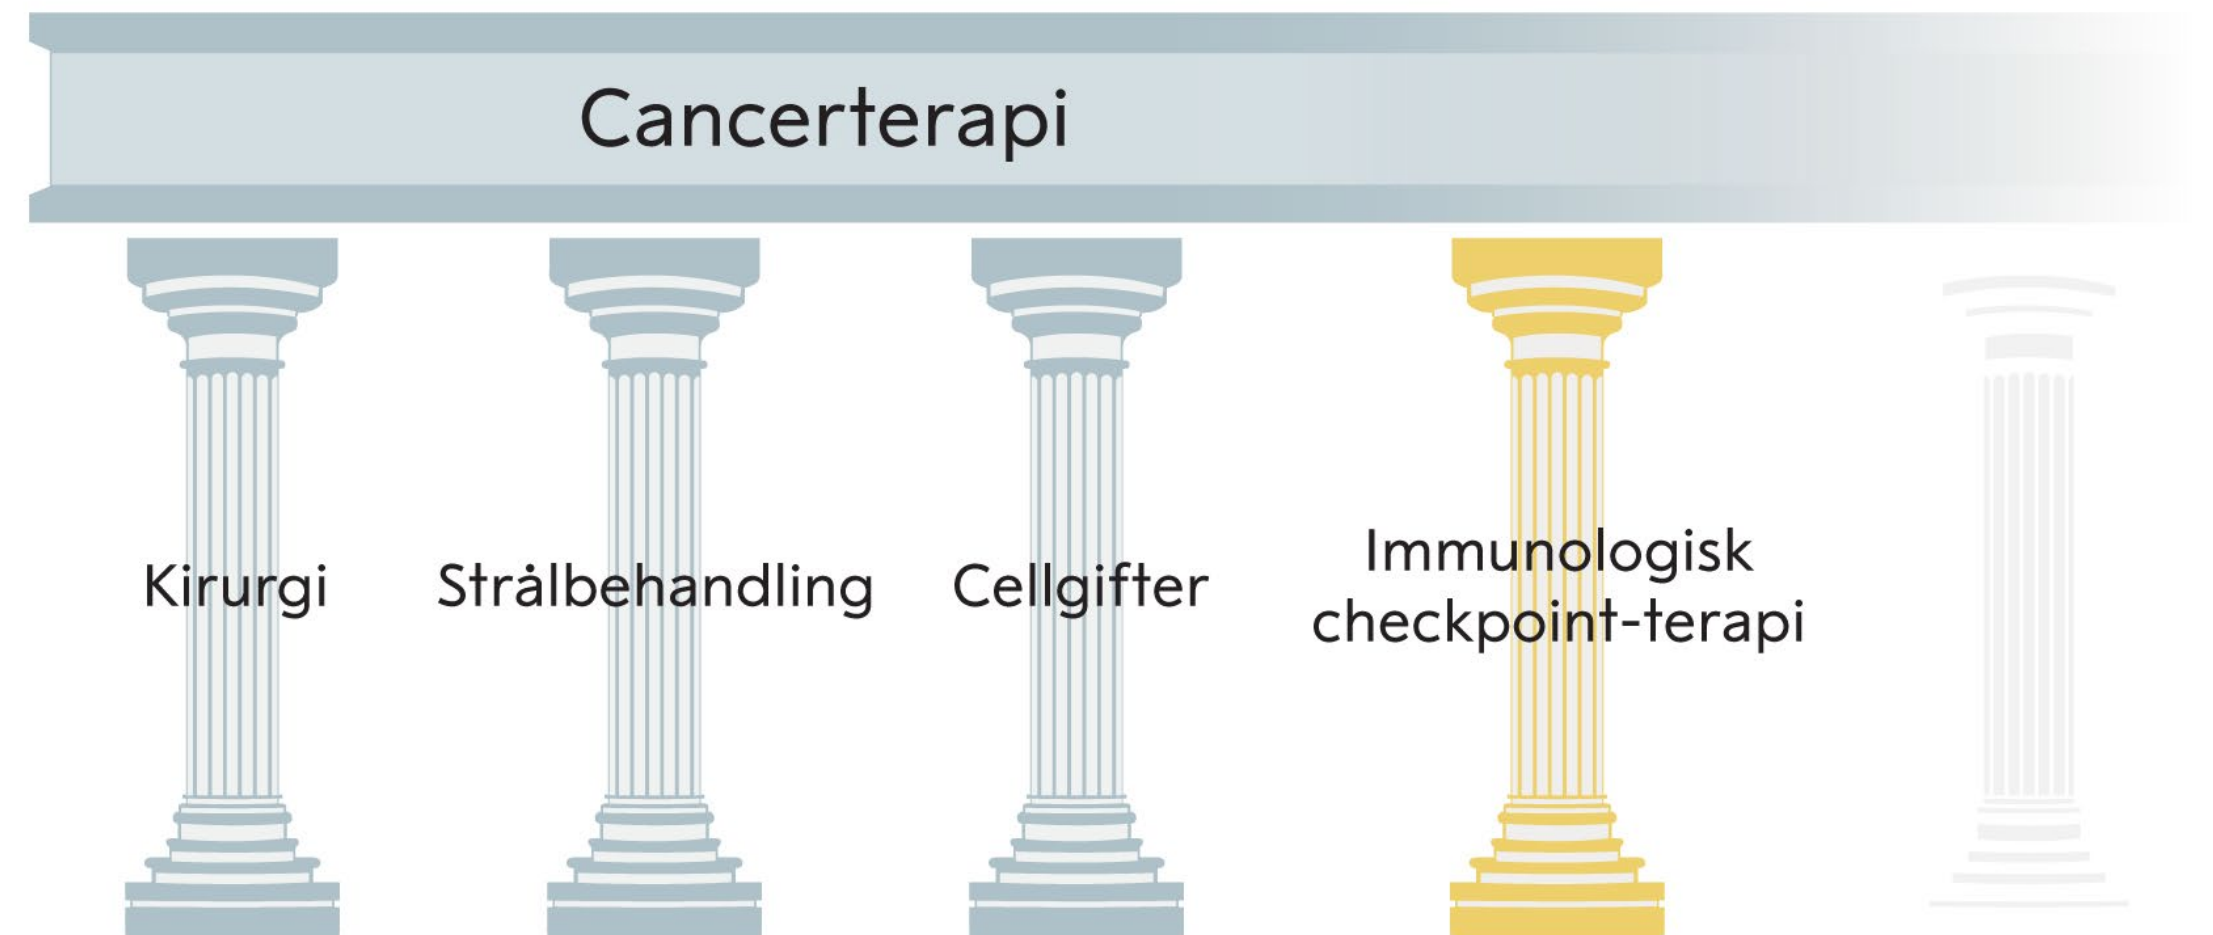 Cancerterapi
Kirurgi
Strålbehandling
Cellgifter
Immunologisk
checkpoint-terapi